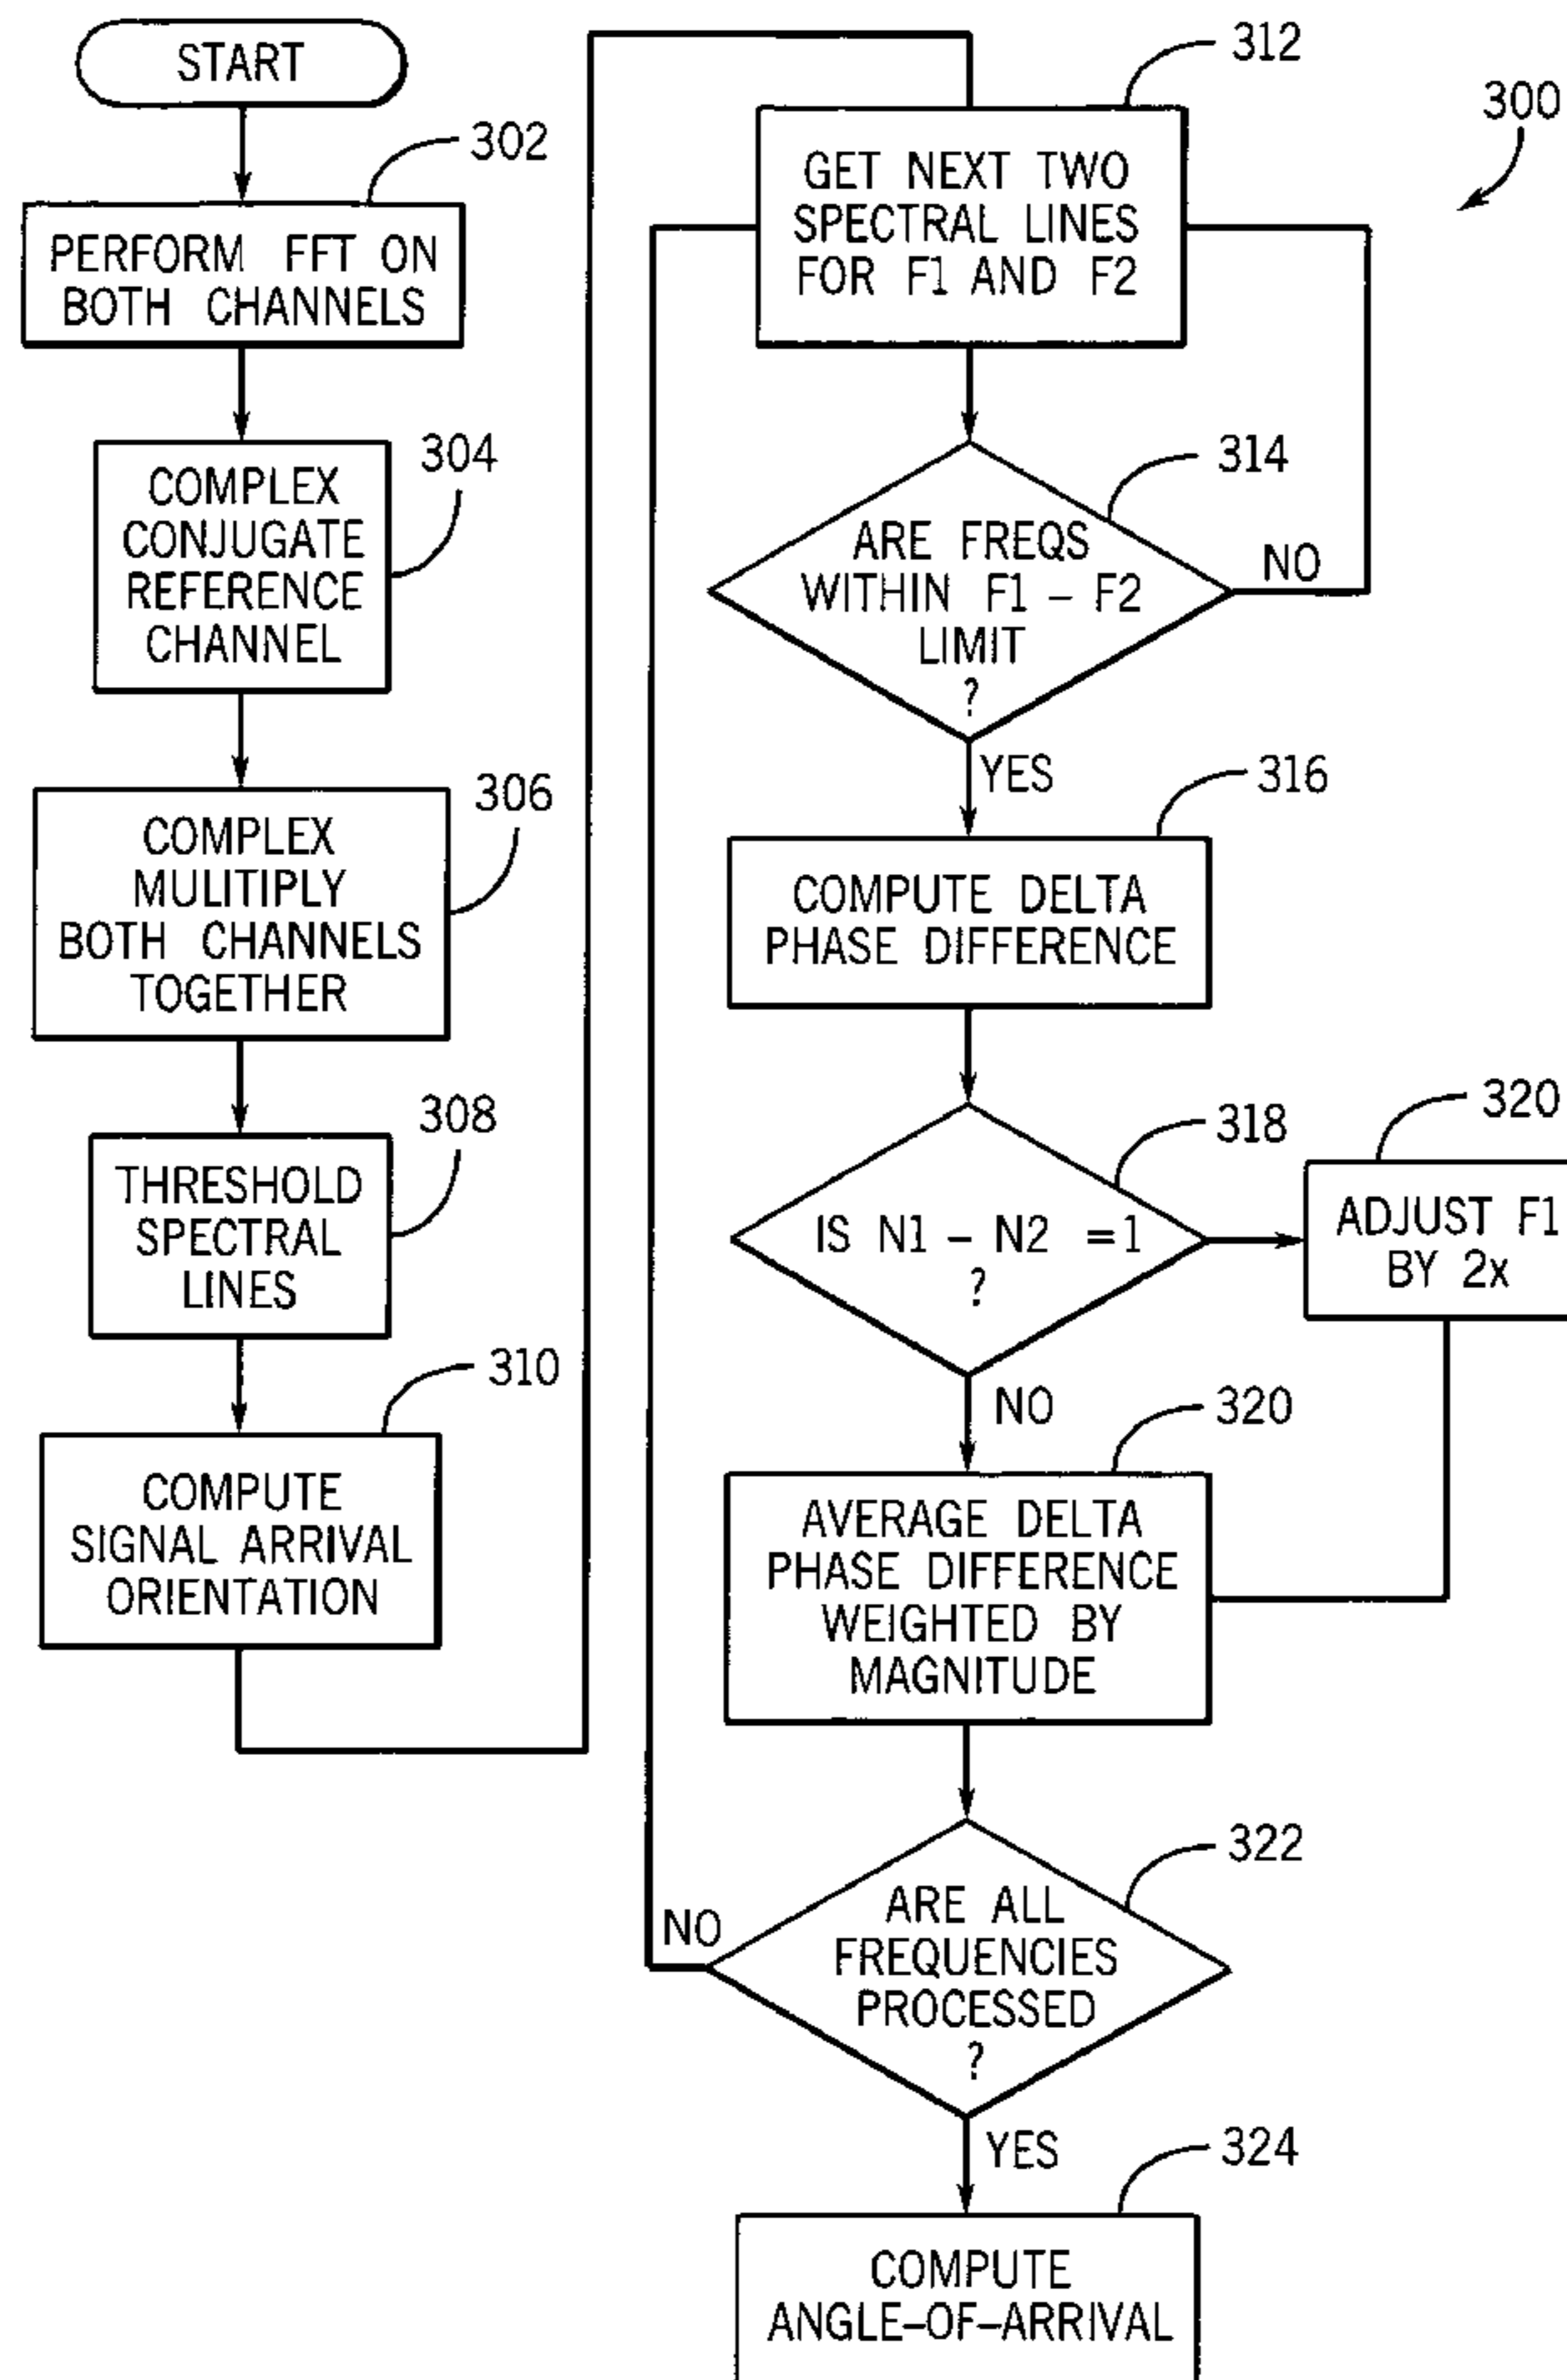 START
302
PERFORM FFT ON
BOTH CHANNELS
304
COMPLEX
CONJUGATE
REFERENCE
CHANNEL
306
COMPLEX
MULITIPLY
BOTH CHANNELS
TOGETHER
308
THRESHOLD
SPECTRAL
LINES
310
COMPUTE
SIGNAL ARRIVAL
ORIENTATION
312
300
GET NEXT TWO
SPECTRAL LINES
FOR F1 AND F2
314
ARE FREQS
WITHIN F1 – F2
LIMIT
?
NO
YES
316
COMPUTE DELTA
PHASE DIFFERENCE
318
IS N1 – N2 =1
?
320
ADJUST F1
BY 2x
NO
320
AVERAGE DELTA
PHASE DIFFERENCE
WEIGHTED BY
MAGNITUDE
322
ARE ALL
FREQUENCIES
PROCESSED
?
NO
YES
324
COMPUTE
ANGLE–OF–ARRIVAL